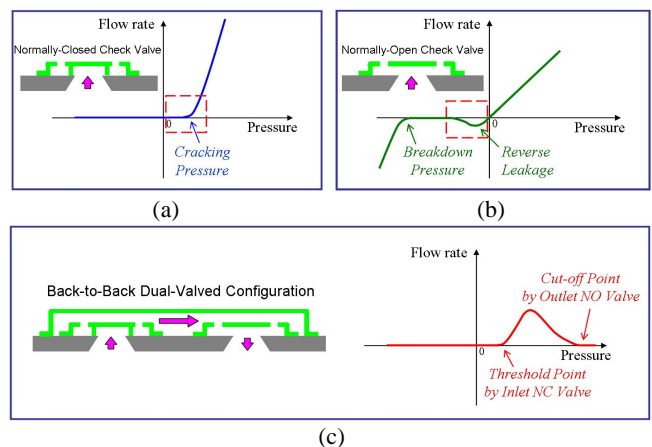 Flow rate
Normally-Closed Check Valve
0
Pressure
Cracking
Pressure
(a)
Flow rate
Normally-Open Check Valve
0
Pressure
Breakdown
Pressure
Reverse
Leakage
(b)
Flow rate
Back-to-Back Dual-Valved Configuration
Cut-off Point
by Outlet NO Valve
0
Pressure
Threshold Point
by Inlet NC Valve
(c)